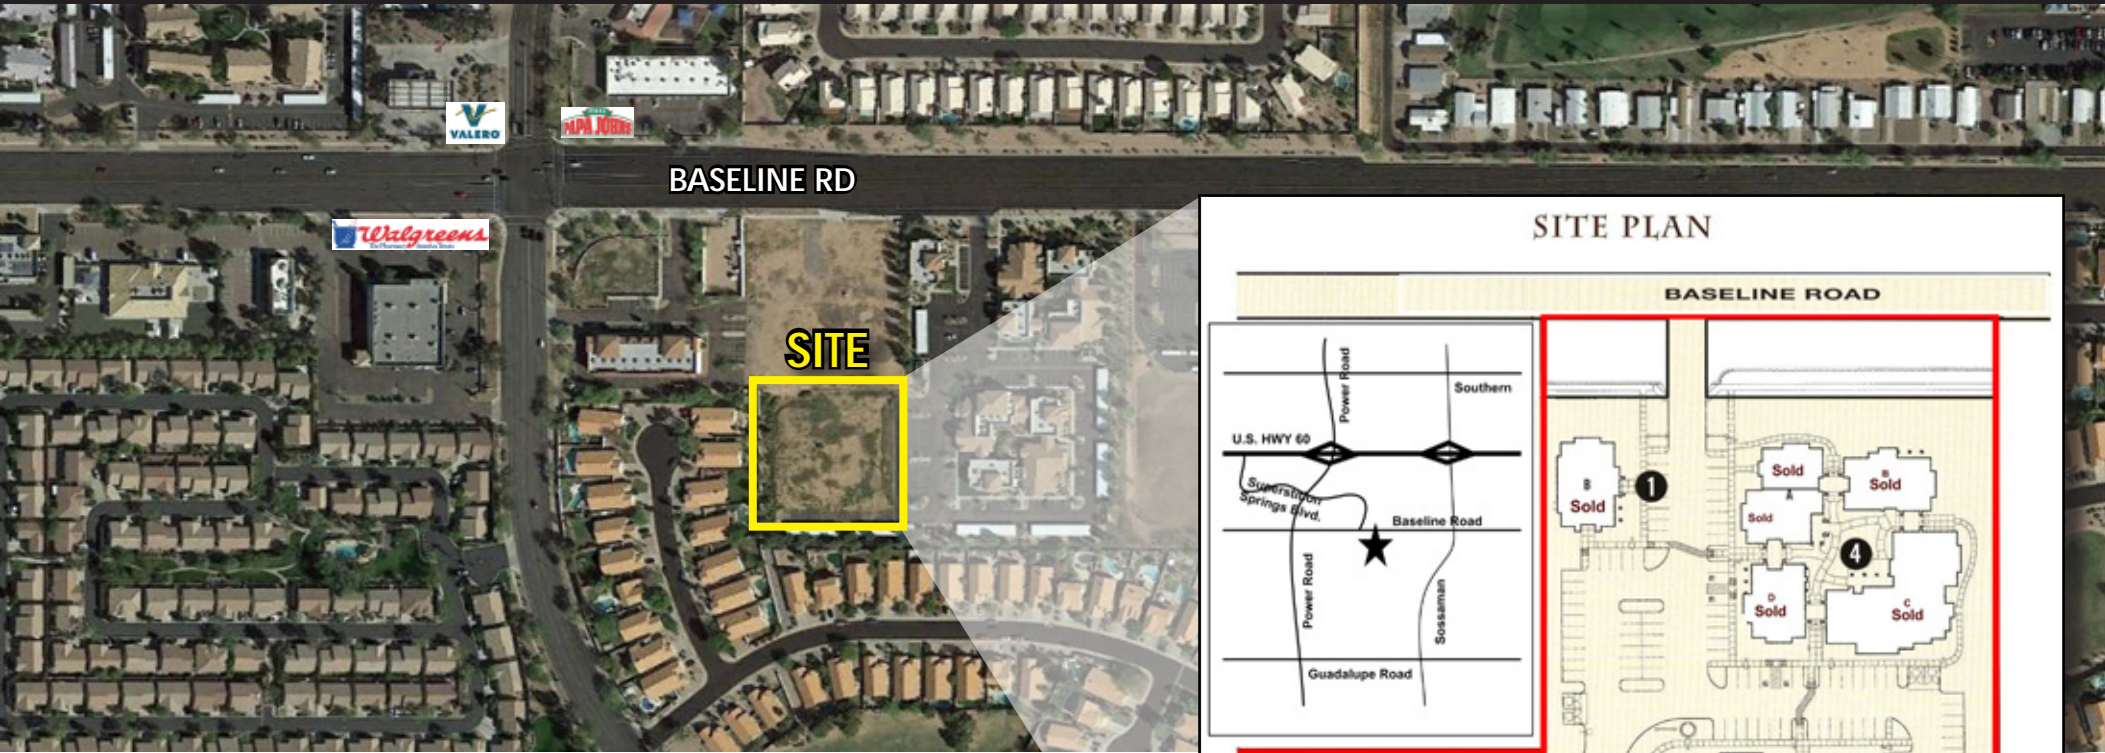 VALERO
PAPA JOHNS
BASELINE RD
Walgreens
SITE
SITE PLAN
BASELINE ROAD
Power Road
Southern
U.S. HWY 60
Superstition
Springs Blvd.
Baseline Road
Power Road
Sossaman
Guadalupe Road
B
Sold
1
Sold
A
Sold
B
Sold
4
D
Sold
C
Sold